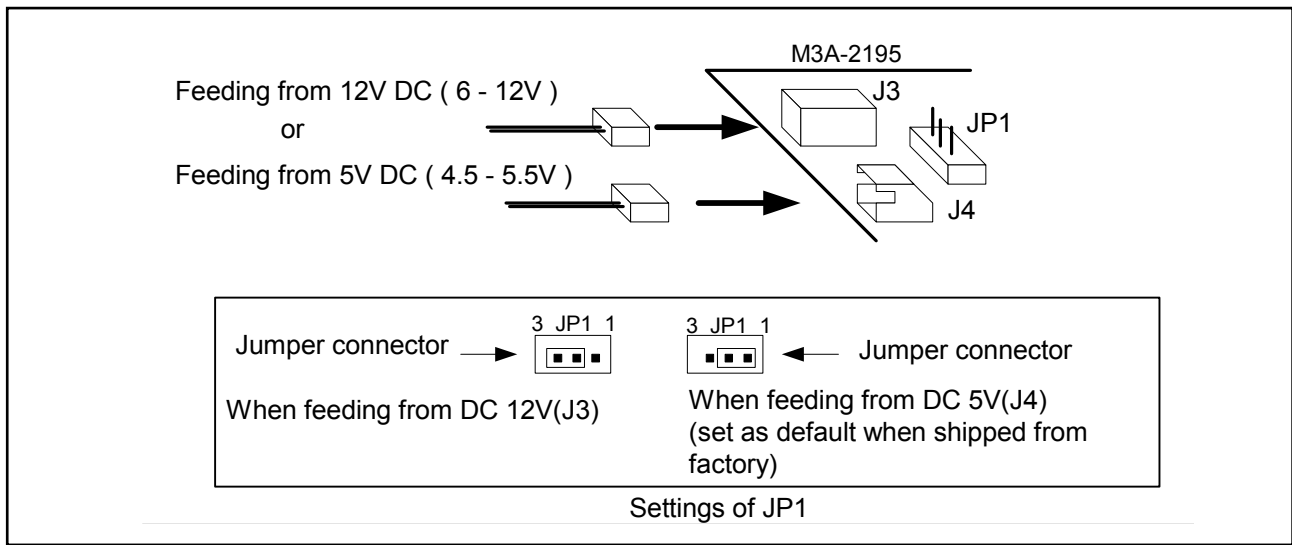 M3A-2195
Feeding from 12V DC ( 6 - 12V )
J3
or
JP1
Feeding from 5V DC ( 4.5 - 5.5V )
J4
3 JP1 1
Jumper connector
When feeding from DC 12V(J3)
3 JP1 1
Jumper connector
When feeding from DC 5V(J4)
(set as default when shipped from
factory)
Settings of JP1